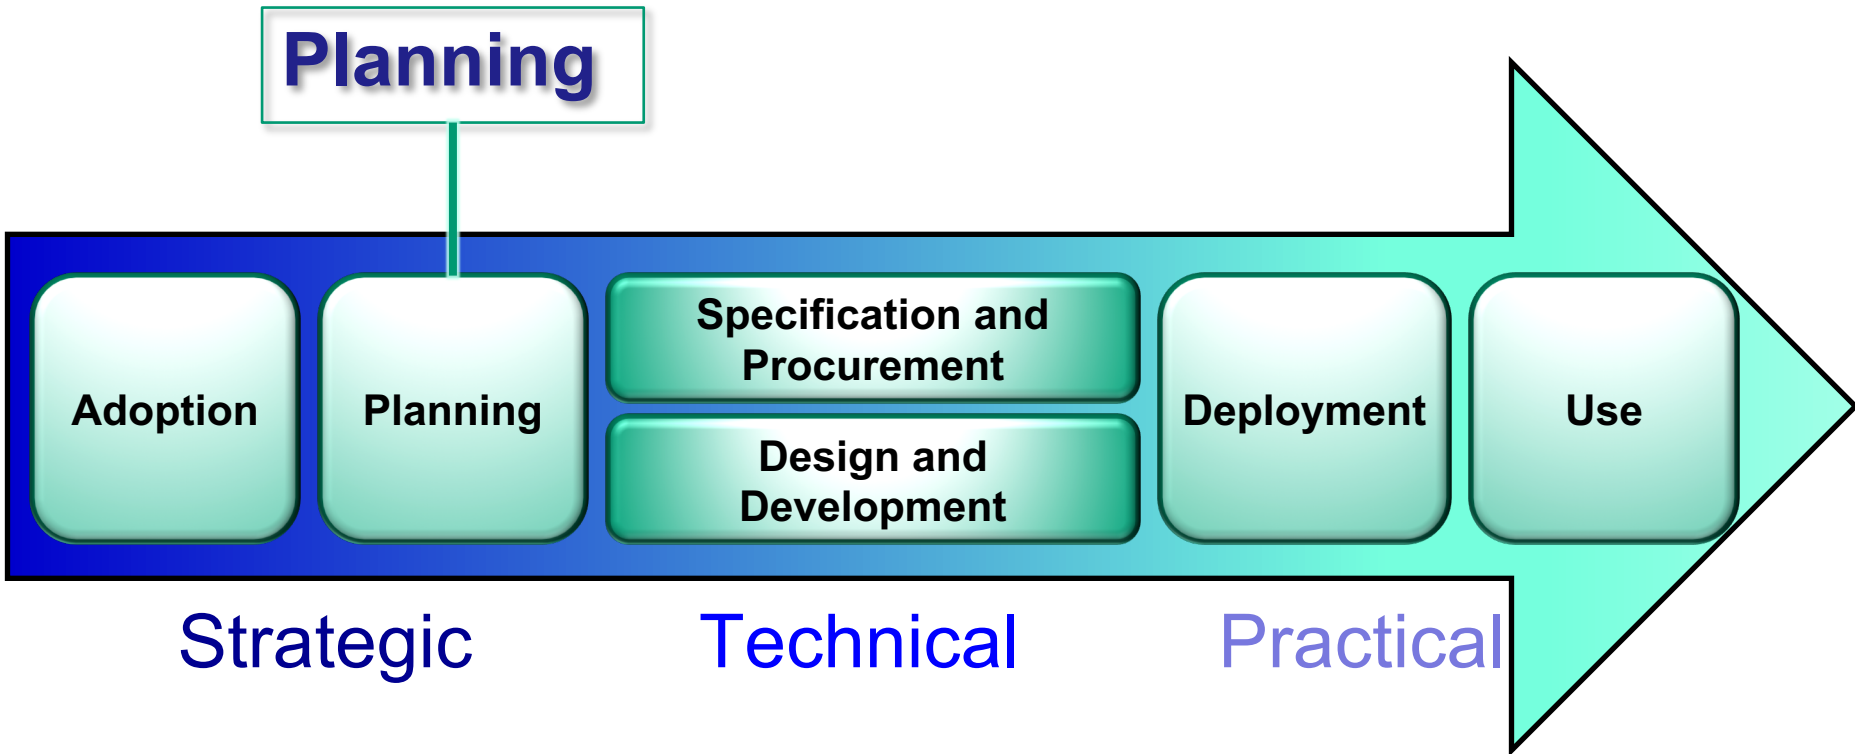 Planning
Adoption
Planning
Specification and
Procurement
Design and
Development
Deployment
Use
Strategic
Technical
Practical